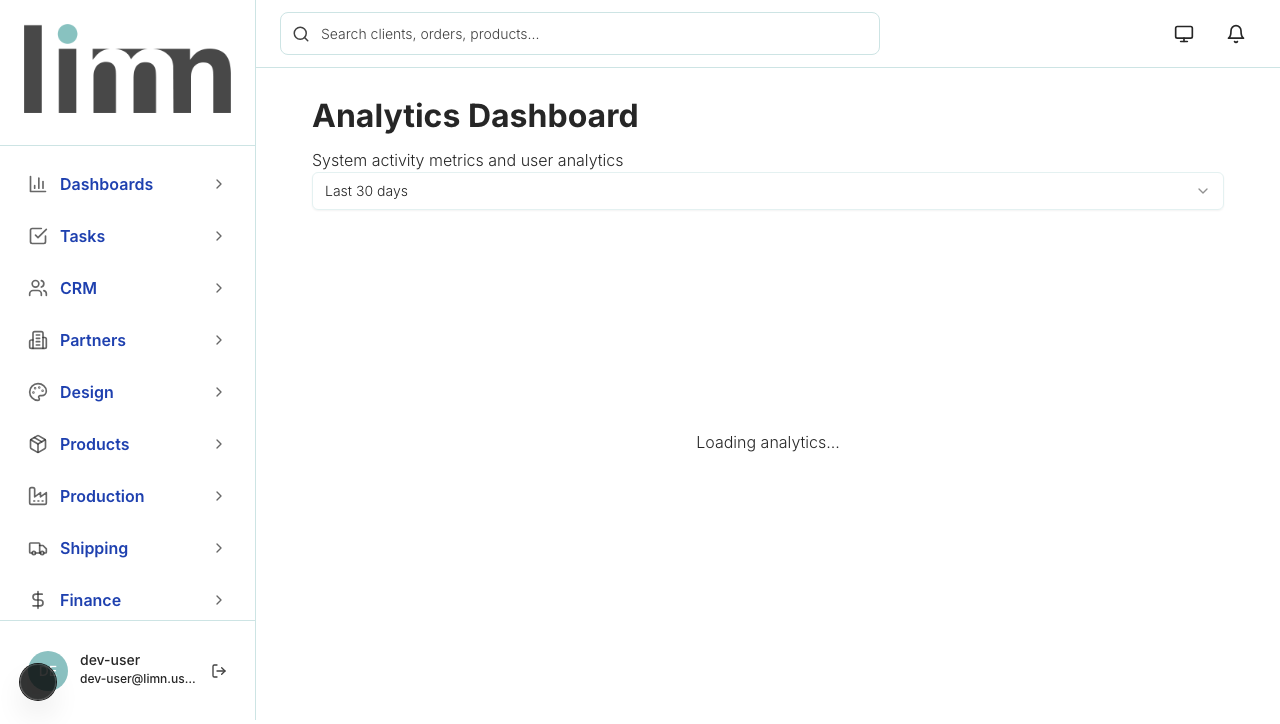 limn
Search clients, orders, products...
Analytics Dashboard
System activity metrics and user analytics
Last 30 days
Dashboards
Tasks
CRM
Partners
Design
Products
Production
Shipping
Finance
Loading analytics...
dev-user
dev-user@limn.us...